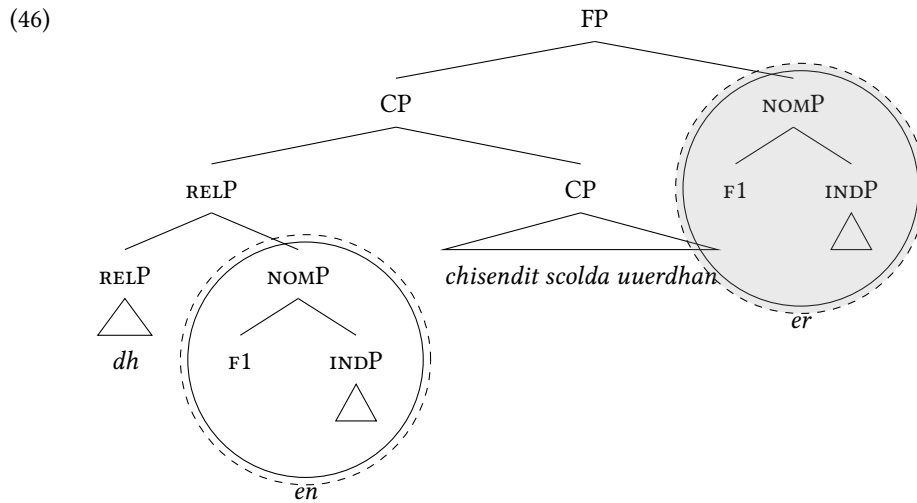 (46) FP
CP NOMP
RELP CP F1 INDP
RELP NOMP chisendit scolda uuerdhan
er
dh F1 INDP
en